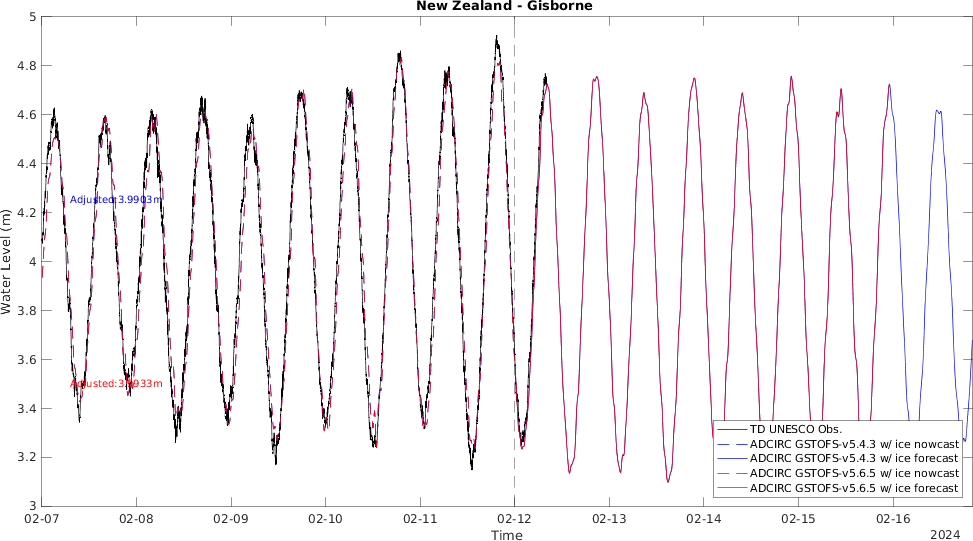 New Zealand - Gisborne
5
4.8
4.6
4.4
4.2
4
3.8
3.6
3.4
3.2
3
Water Level (m)
Adjusted:3.9903m
Adjusted:3.9933m
TD UNESCO Obs.
ADCIRC GSTOFS-v5.4.3 w/ ice nowcast
ADCIRC GSTOFS-v5.4.3 w/ ice forecast
ADCIRC GSTOFS-v5.6.5 w/ ice nowcast
ADCIRC GSTOFS-v5.6.5 w/ ice forecast
02-07 02-08 02-09 02-10 02-11 02-12 02-13 02-14 02-15 02-16
Time
2024